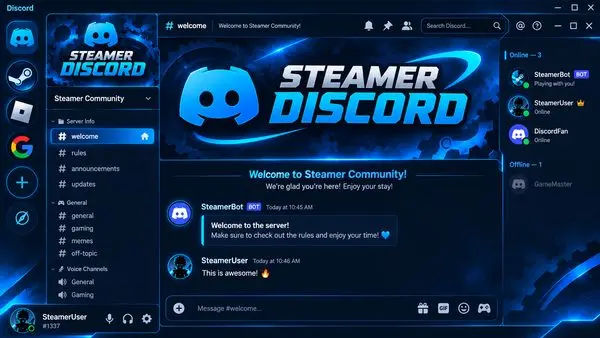 Discord
STEAMER
DISCORD
Steamer Community
Server Info
# welcome
# rules
# announcements
# updates
General
# general
# gaming
# memes
# off-topic
Voice Channels
General
Gaming
SteamerUser
#1337
# welcome
Welcome to Steamer Community!
Search Discord...
STEAMER
DISCORD
Welcome to Steamer Community!
We're glad you're here! Enjoy your stay!
SteamerBot BOT Today at 10:45 AM
Welcome to the server!
Make sure to check out the rules and enjoy your time! 💙
SteamerUser Today at 10:46 AM
This is awesome! 🔥
Message #welcome...
GIF
Online — 3
SteamerBot BOT
Playing with you!
SteamerUser
Online
DiscordFan
Online
Offline — 1
GameMaster